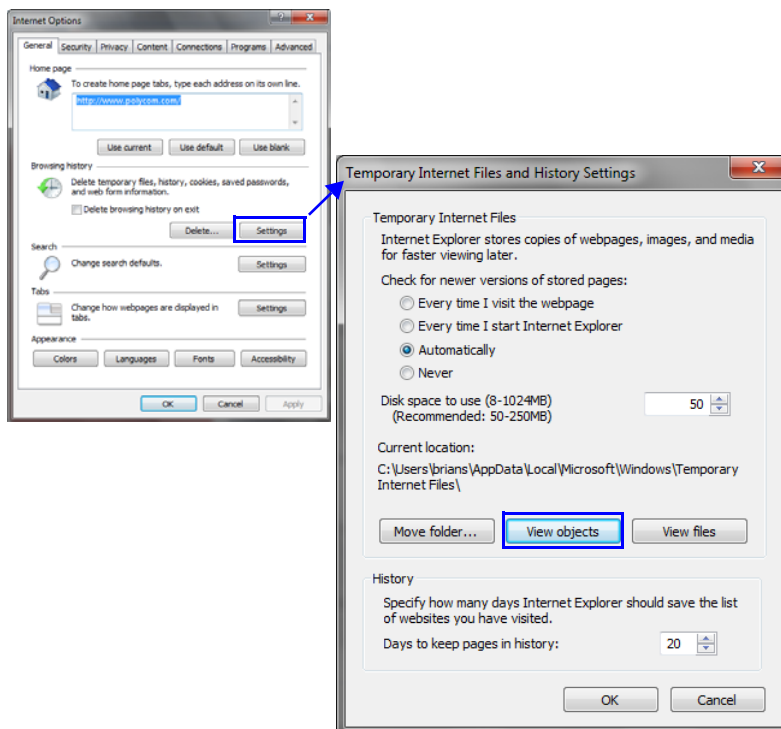 Internet Options
General Security Privacy Content Connections Programs Advanced
Home page
To create home page tabs, type each address on its own line.
http://www.polycom.com/
Use current Use default Use blank
Browsing history
Delete temporary files, history, cookies, saved passwords,
and web form information.
Delete browsing history on exit
Delete... Settings
Search
Change search defaults. Settings
Tabs
Change how webpages are displayed in
tabs.
Settings
Appearance
Colors Languages Fonts Accessibility
OK Cancel Apply
Temporary Internet Files and History Settings
Temporary Internet Files
Internet Explorer stores copies of webpages, images, and media
for faster viewing later.
Check for newer versions of stored pages:
Every time I visit the webpage
Every time I start Internet Explorer
Automatically
Never
Disk space to use (8-1024MB) 50
(Recommended: 50-250MB)
Current location:
C:\Users\brians\AppData\Local\Microsoft\Windows\Temporary
Internet Files\
Move folder... View objects View files
History
Specify how many days Internet Explorer should save the list
of websites you have visited.
Days to keep pages in history: 20
OK Cancel